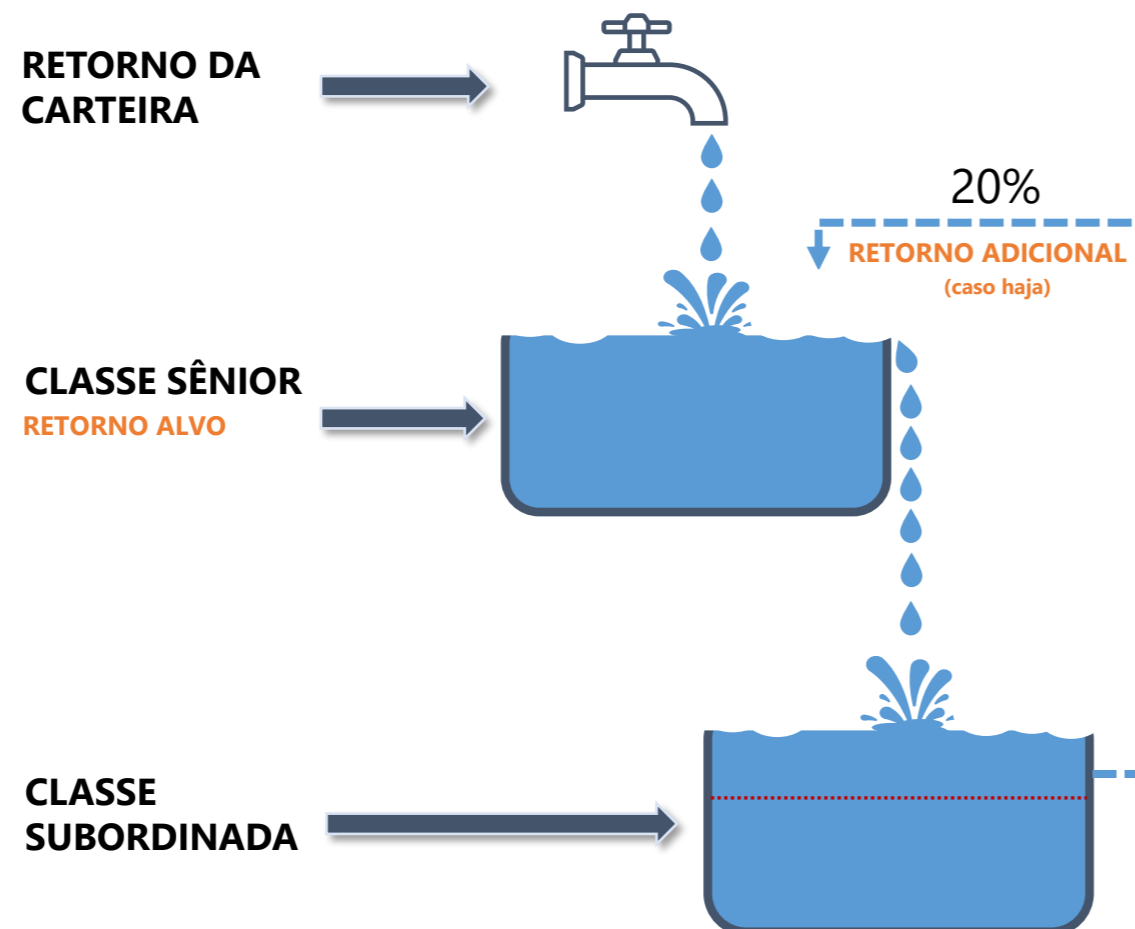 RETORNO DA
CARTEIRA
20%
RETORNO ADICIONAL
(caso haja)
CLASSE SÊNIOR
RETORNO ALVO
CLASSE
SUBORDINADA